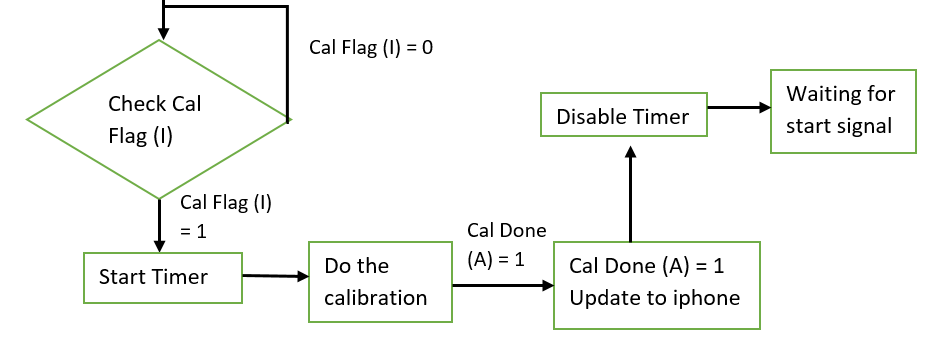 Cal Flag (I) = 0
Check Cal
Flag (I)
Cal Flag (I)
= 1
Start Timer
Do the
calibration
Cal Done
(A) = 1
Cal Done (A) = 1
Update to iphone
Disable Timer
Waiting for
start signal